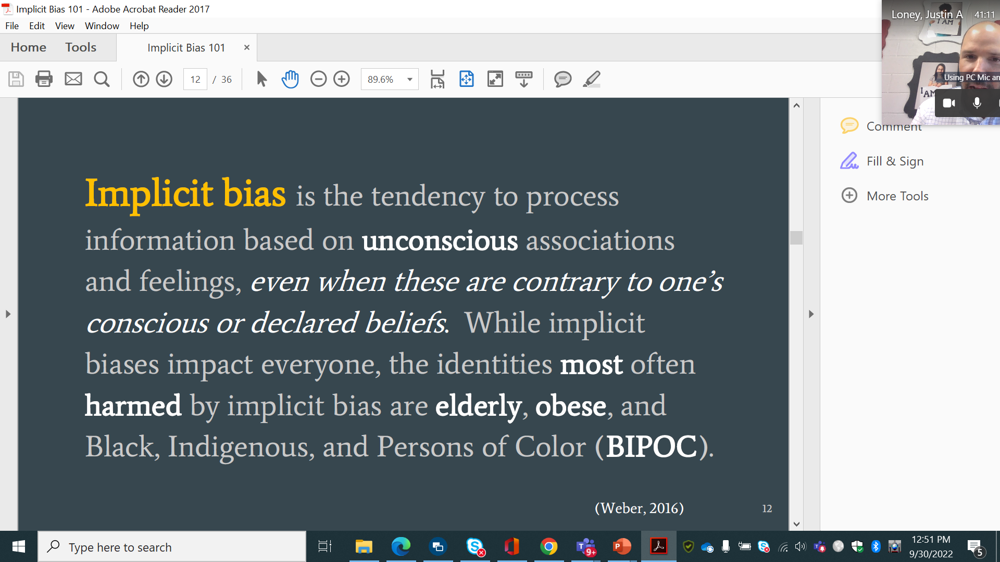 Implicit Bias 101 - Adobe Acrobat Reader 2017
File Edit View Window Help
Loney, Justin A 41:11
I AM
Home Tools Implicit Bias 101 ×
12 / 36 89.6%
Using PC Mic an
I AM
Comment
Fill & Sign
More Tools
Implicit bias is the tendency to process
information based on unconscious associations
and feelings, even when these are contrary to one’s
conscious or declared beliefs. While implicit
biases impact everyone, the identities most often
harmed by implicit bias are elderly, obese, and
Black, Indigenous, and Persons of Color (BIPOC).
(Weber, 2016) 12
Type here to search
9+
12:51 PM
9/30/2022
5